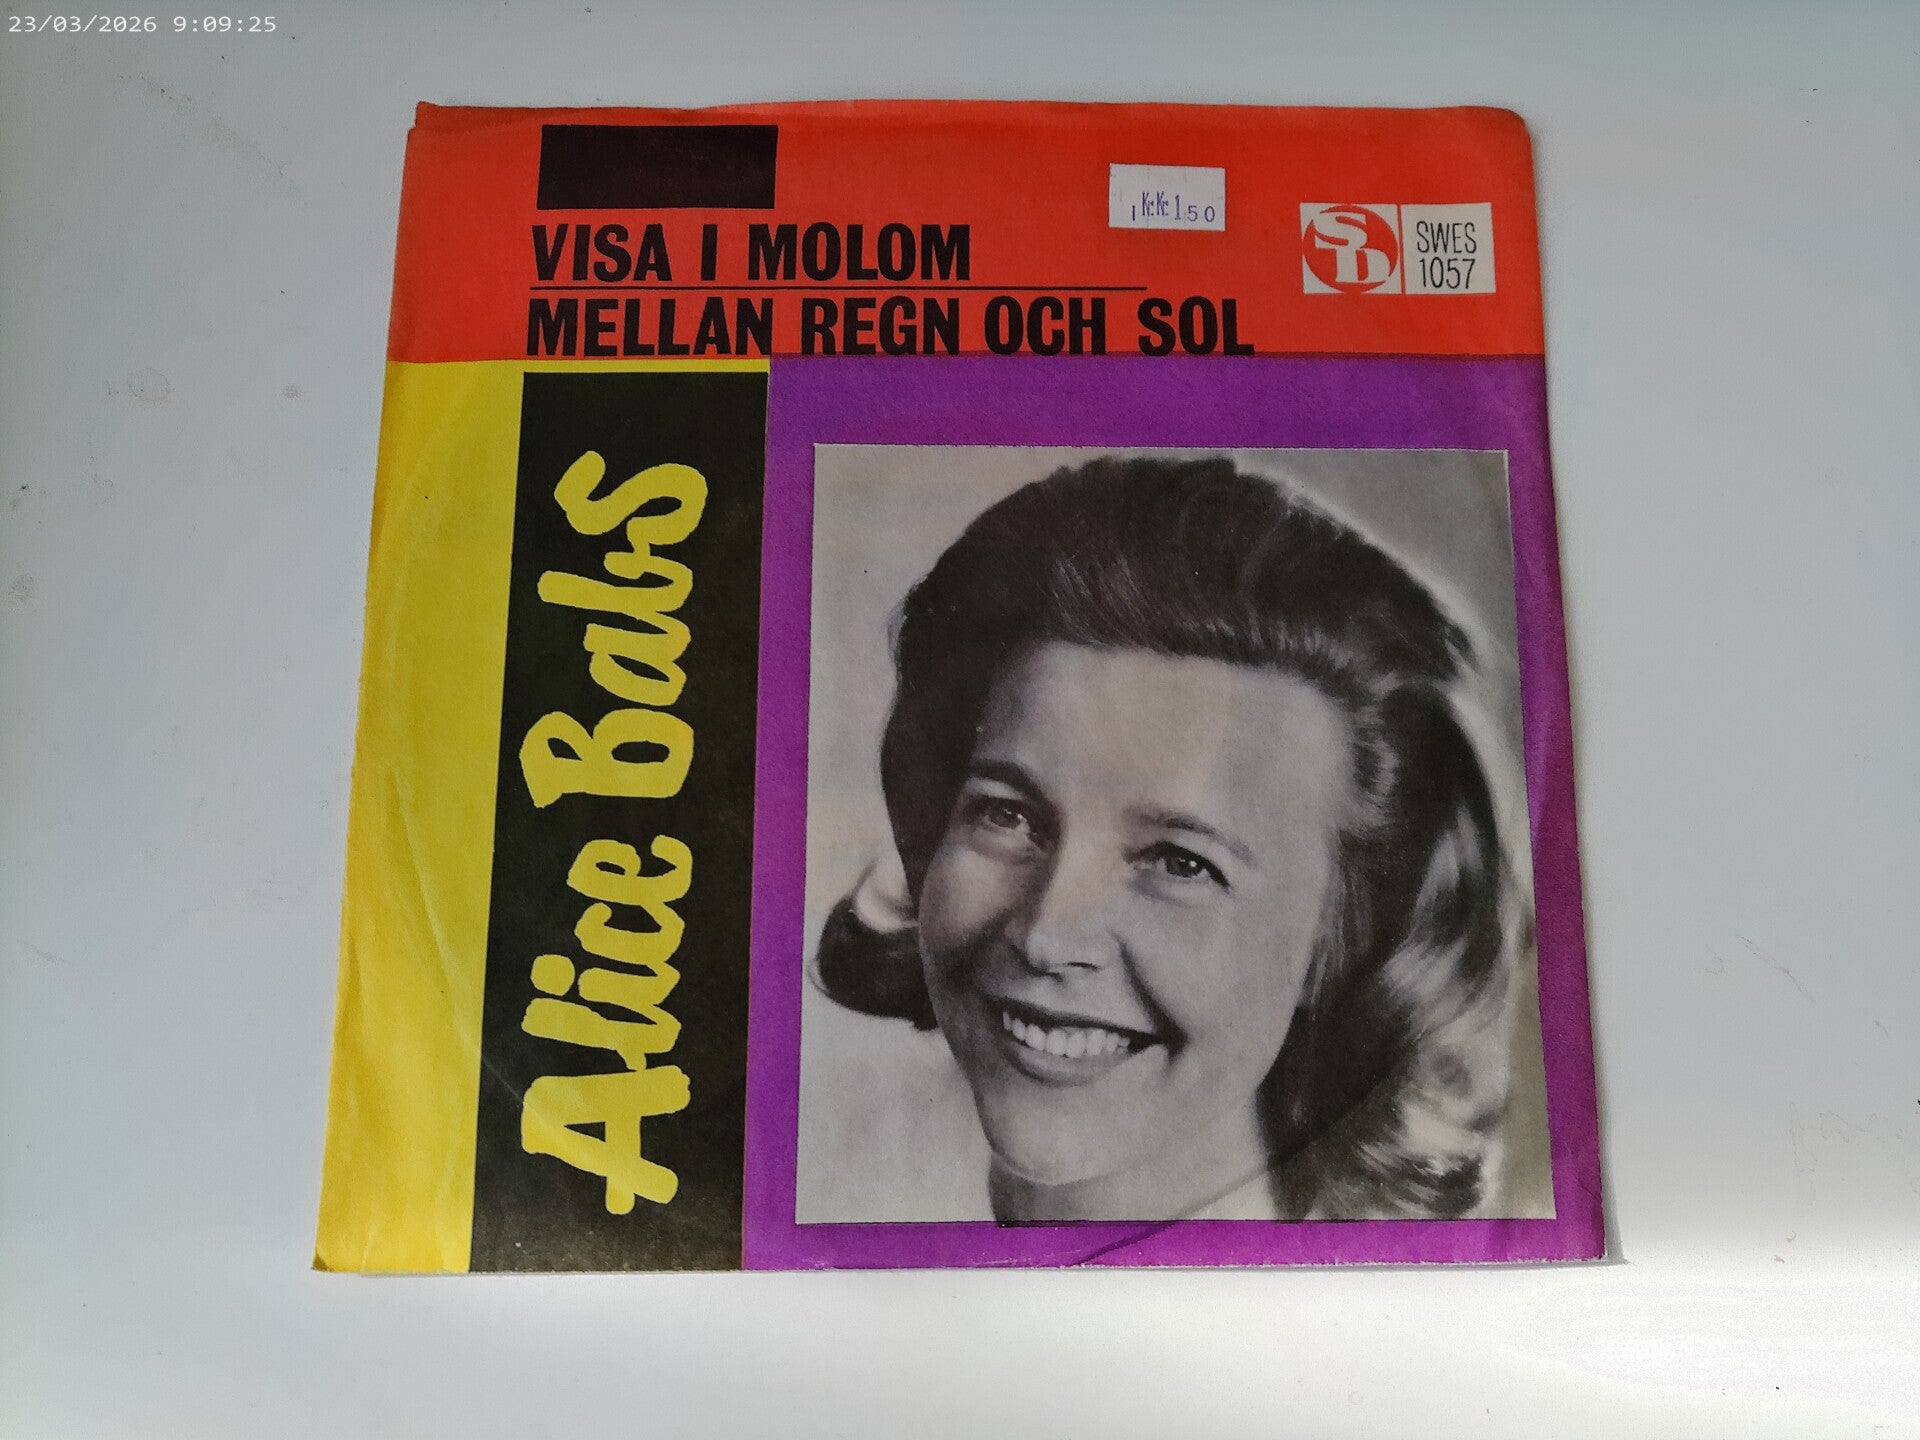 23/03/2026 9:09:25
VISA I MOLOM
MELLAN REGN OCH SOL
Kr. Kr. 1 50
SD
SWES
1057
Alice Babs